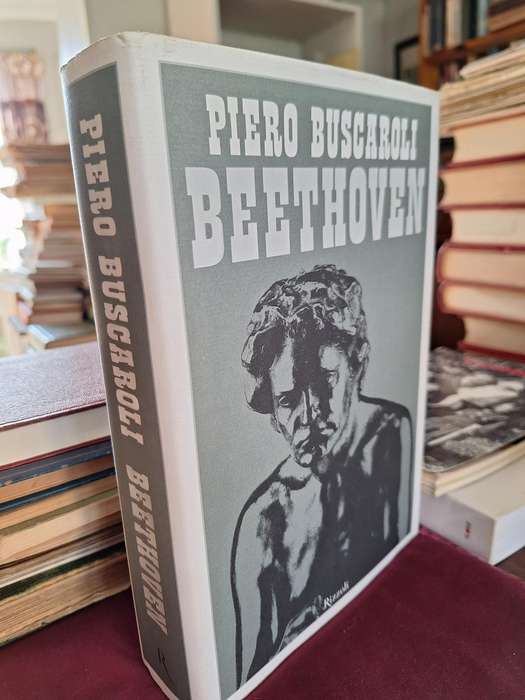 PIERO BUSCAROLI
BEETHOVEN
Rizzoli
PIERO BUSCAROLI BEETHOVEN
R